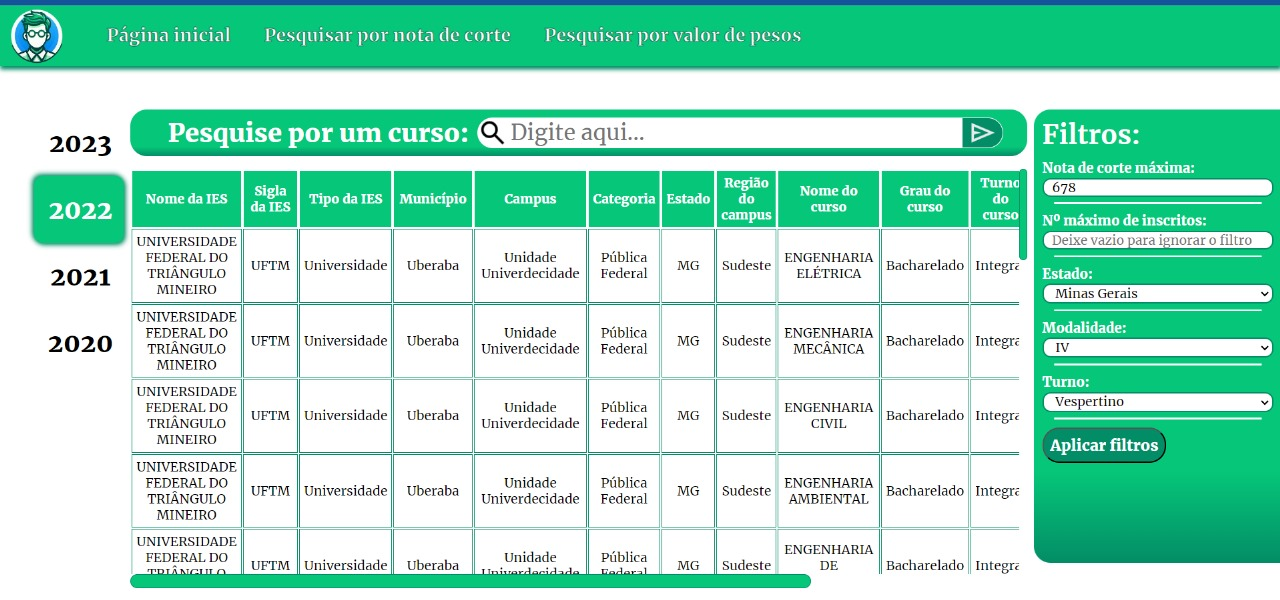 Página inicial Pesquisar por nota de corte Pesquisar por valor de pesos
2023
2022
2021
2020
Pesquise por um curso: Digite aqui...
Nome da IES Sigla da IES Tipo da IES Município Campus Categoria Estado Região do campus Nome do curso Grau do curso Turno do curso
UNIVERSIDADE FEDERAL DO TRIÂNGULO MINEIRO UFTM Universidade Uberaba Unidade Univerdecidade Pública Federal MG Sudeste ENGENHARIA ELÉTRICA Bacharelado Integra
UNIVERSIDADE FEDERAL DO TRIÂNGULO MINEIRO UFTM Universidade Uberaba Unidade Univerdecidade Pública Federal MG Sudeste ENGENHARIA MECÂNICA Bacharelado Integra
UNIVERSIDADE FEDERAL DO TRIÂNGULO MINEIRO UFTM Universidade Uberaba Unidade Univerdecidade Pública Federal MG Sudeste ENGENHARIA CIVIL Bacharelado Integra
UNIVERSIDADE FEDERAL DO TRIÂNGULO MINEIRO UFTM Universidade Uberaba Unidade Univerdecidade Pública Federal MG Sudeste ENGENHARIA AMBIENTAL Bacharelado Integra
UNIVERSIDADE FEDERAL DO TRIÂNGULO UFTM Universidade Uberaba Unidade Univerdecidade Pública Federal MG Sudeste ENGENHARIA DE Bacharelado Integra
Filtros:
Nota de corte máxima:
678
Nº máximo de inscritos:
Deixe vazio para ignorar o filtro
Estado:
Minas Gerais
Modalidade:
IV
Turno:
Vespertino
Aplicar filtros